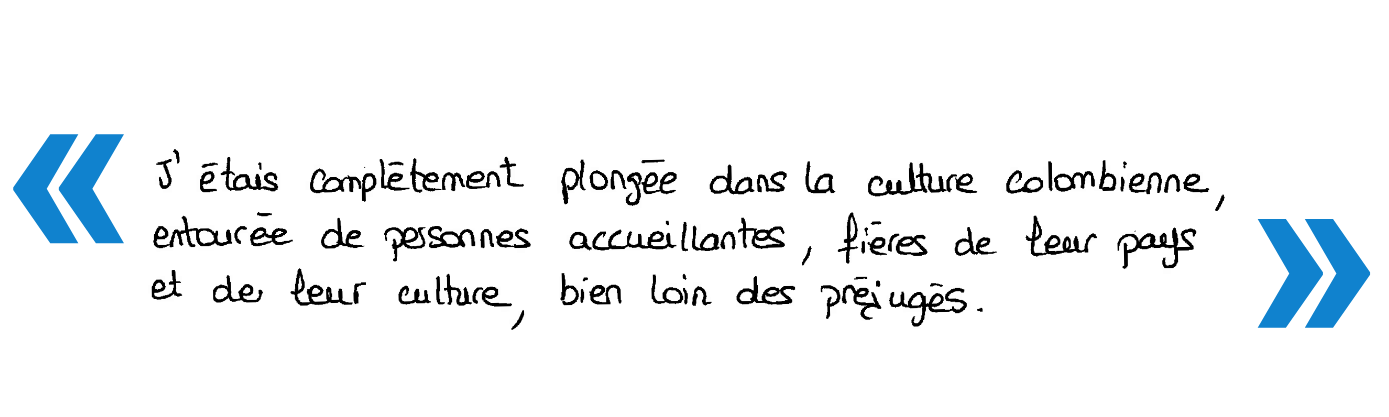 « J'étais complètement plongée dans la culture colombienne,
entourée de personnes accueillantes, fières de leur pays
et de leur culture, bien loin des préjugés. »